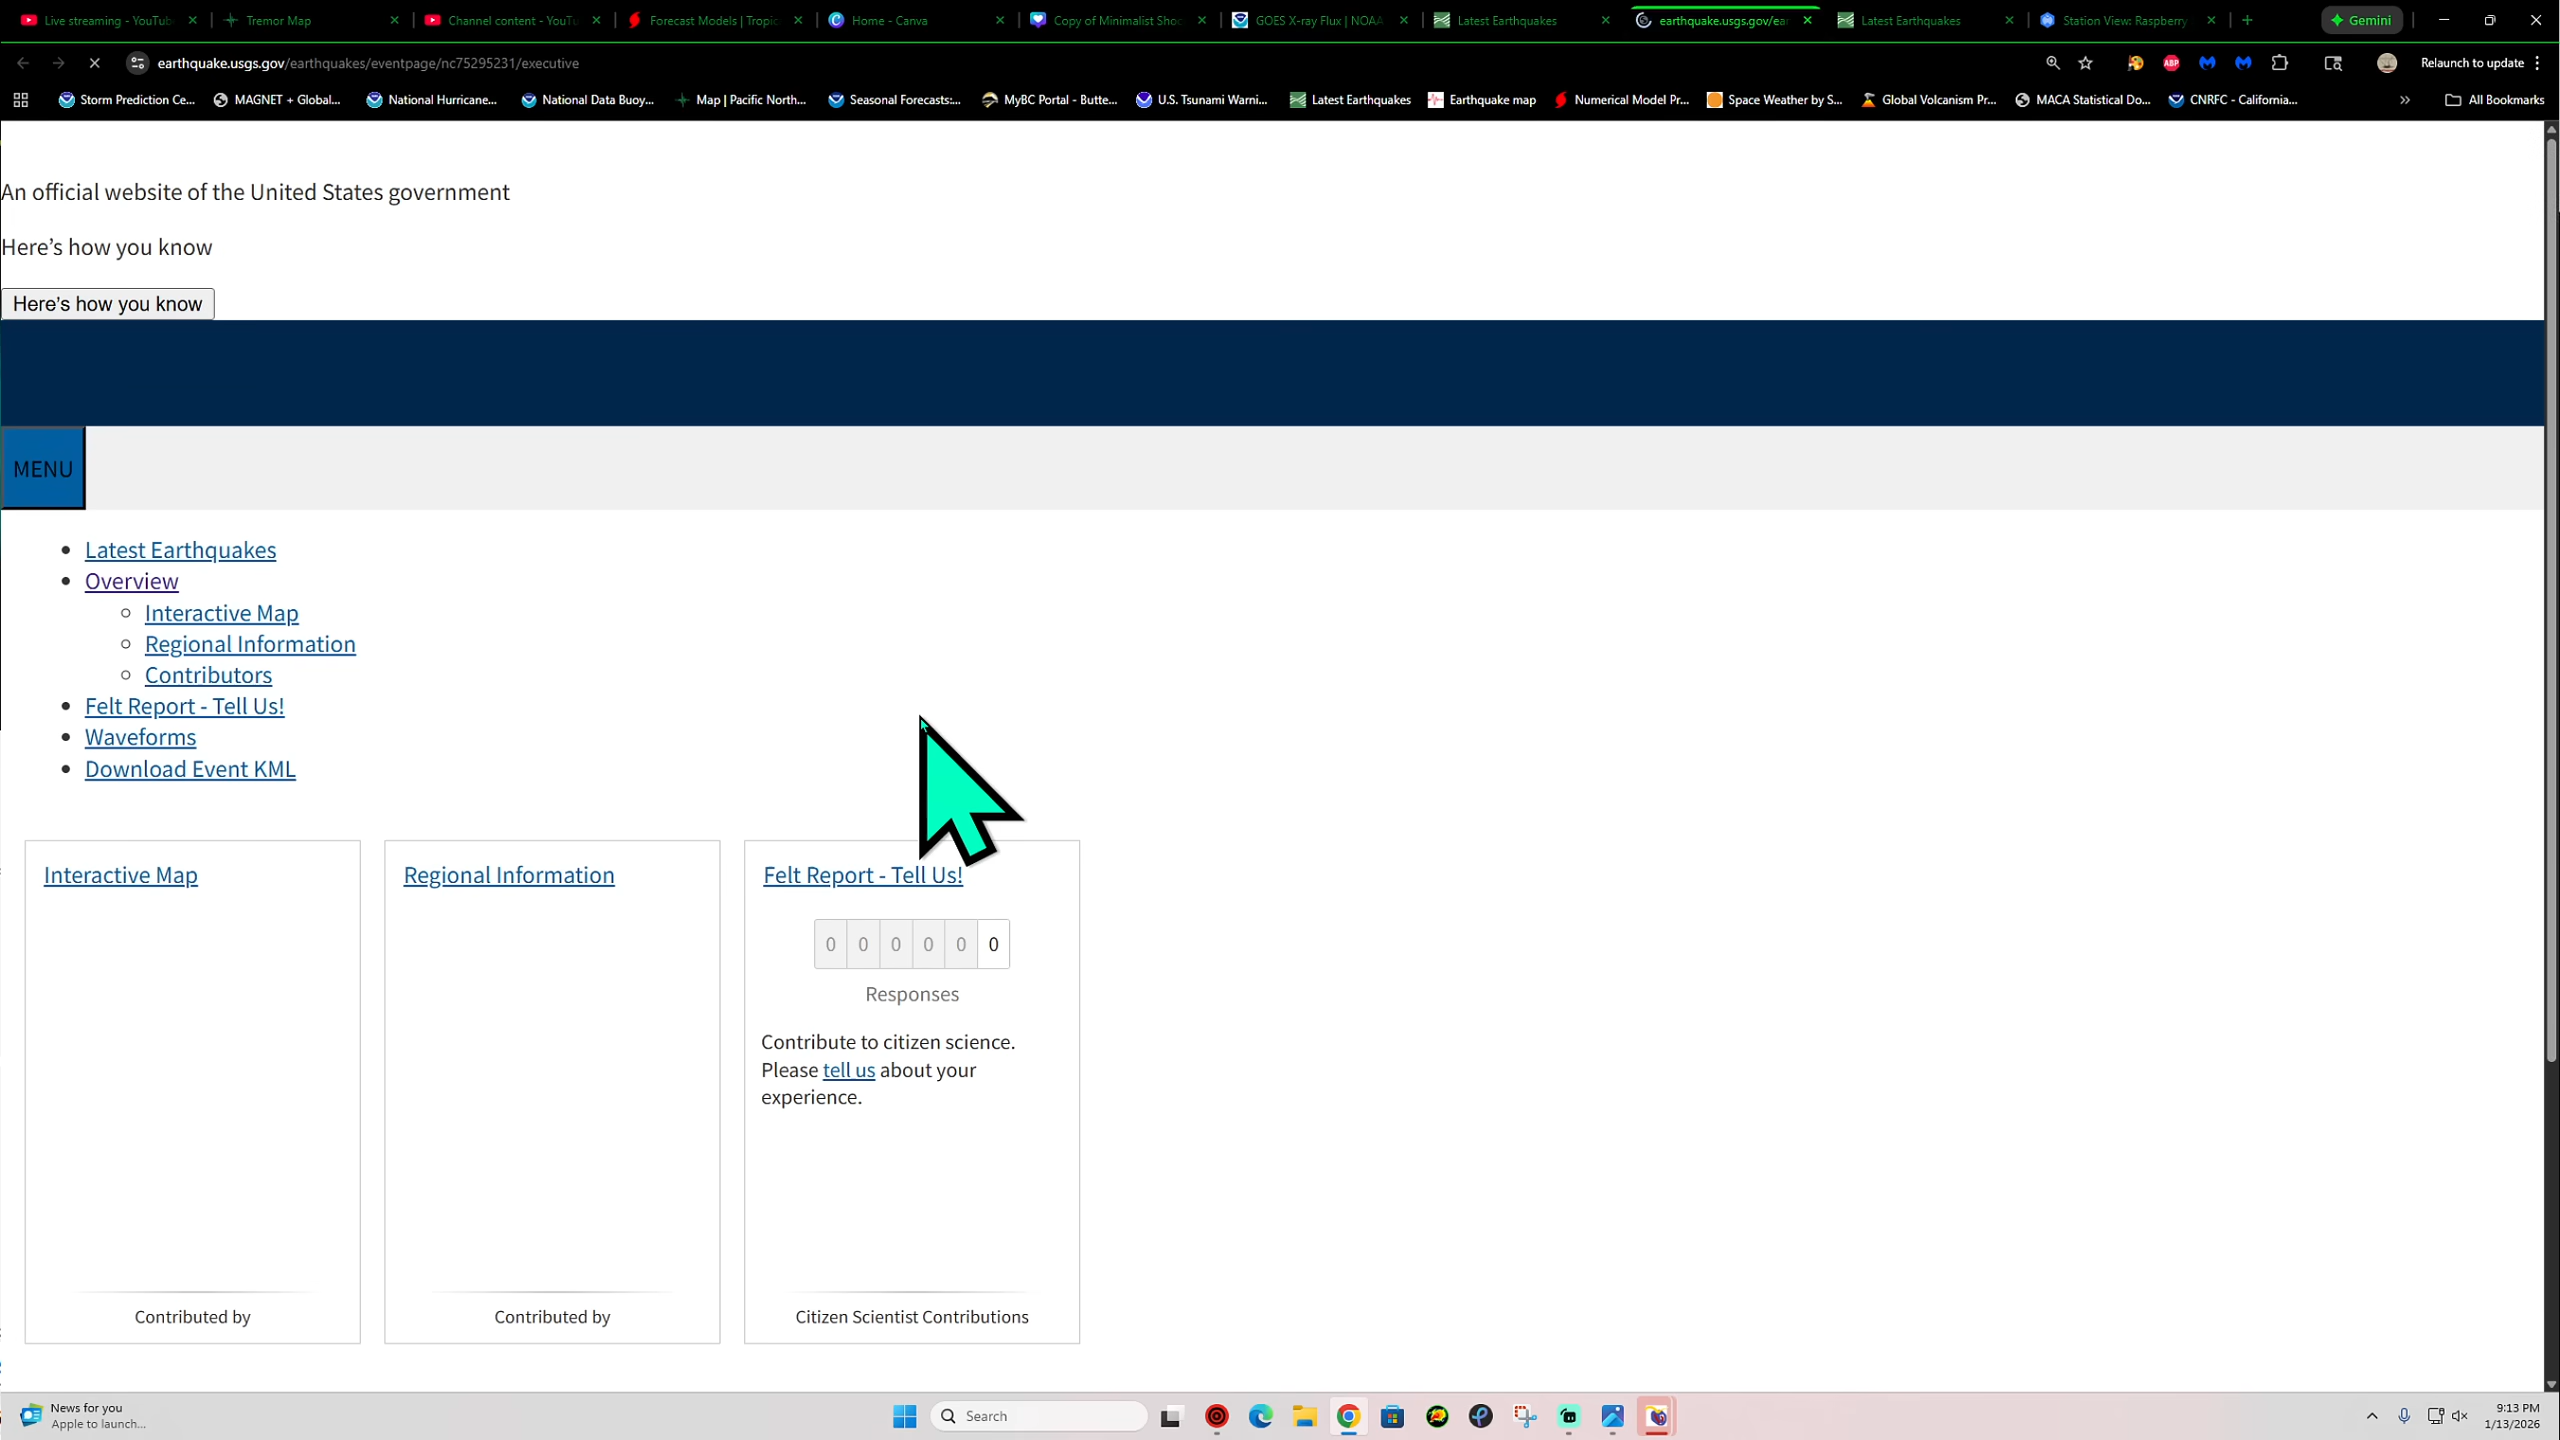 Live streaming - YouTub
Tremor Map
Channel content - YouTu
Forecast Models | Tropic
Home - Canva
Copy of Minimalist Shoc
GOES X-ray Flux | NOAA
Latest Earthquakes
earthquake.usgs.gov/ear
Latest Earthquakes
Station View: Raspberry
Gemini
earthquake.usgs.gov/earthquakes/eventpage/nc75295231/executive
ABP
Relaunch to update
Storm Prediction Ce...
MAGNET + Global...
National Hurricane...
National Data Buoy...
Map | Pacific North...
Seasonal Forecasts:...
MyBC Portal - Butte...
U.S. Tsunami Warni...
Latest Earthquakes
Earthquake map
Numerical Model Pr...
Space Weather by S...
Global Volcanism Pr...
MACA Statistical Do...
CNRFC - California...
All Bookmarks
An official website of the United States government
Here’s how you know
Here’s how you know
MENU
Latest Earthquakes
Overview
Interactive Map
Regional Information
Contributors
Felt Report - Tell Us!
Waveforms
Download Event KML
Interactive Map
Contributed by
Regional Information
Contributed by
Felt Report - Tell Us!
0 0 0 0 0 0
Responses
Contribute to citizen science.
Please tell us about your
experience.
Citizen Scientist Contributions
News for you
Apple to launch...
Search
9:13 PM
1/13/2026